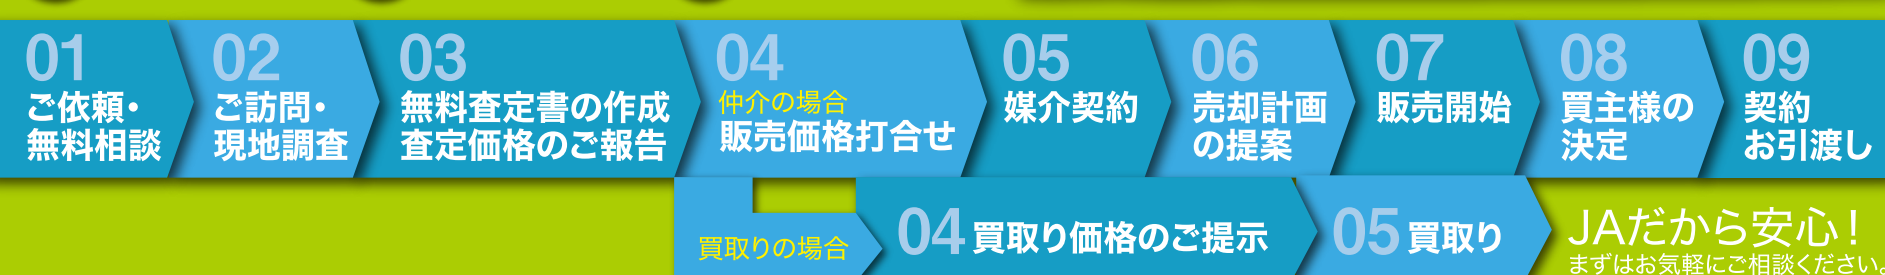 01
ご依頼・
無料相談
02
ご訪問・
現地調査
03
無料査定書の作成
査定価格のご報告
04
仲介の場合
販売価格打合せ
05
媒介契約
06
売却計画
の提案
07
販売開始
08
買主様の
決定
09
契約
お引渡し
買取りの場合
04 買取り価格のご提示
05 買取り
JAだから安心！
まずはお気軽にご相談ください。